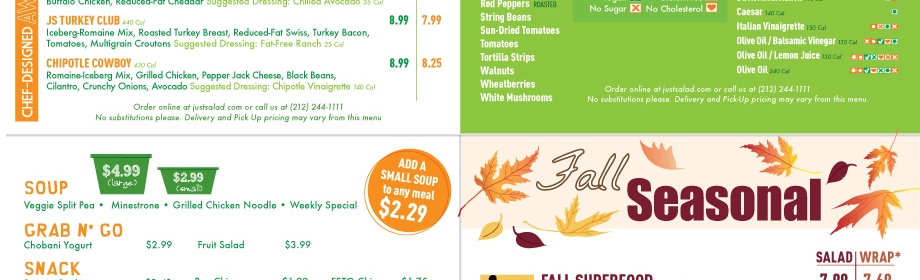 CHEF-DESIGNED AW
Buffalo Chicken, Reduced-Fat Cheddar Suggested Dressing: Chilled Avocado 35 Cal
JS TURKEY CLUB 440 Cal 8.99 7.99
Iceberg-Romaine Mix, Roasted Turkey Breast, Reduced-Fat Swiss, Turkey Bacon,
Tomatoes, Multigrain Croutons Suggested Dressing: Fat-Free Ranch 25 Cal
CHIPOTLE COWBOY 430 Cal 8.99 8.25
Romaine-Iceberg Mix, Grilled Chicken, Pepper Jack Cheese, Black Beans,
Cilantro, Crunchy Onions, Avocado Suggested Dressing: Chipotle Vinaigrette 140 Cal
Order online at justsalad.com or call us at (212) 244-1111
No substitutions please. Delivery and Pick Up pricing may vary from this menu
Red Peppers ROASTED
String Beans
Sun-Dried Tomatoes
Tomatoes
Tortilla Strips
Walnuts
Wheatberries
White Mushrooms
No Sugar No Cholesterol
Caesar 140 Cal
Italian Vinaigrette 130 Cal
Olive Oil / Balsamic Vinegar 130 Cal
Olive Oil / Lemon Juice 130 Cal
Olive Oil 240 Cal
Order online at justsalad.com or call us at (212) 244-1111
No substitutions please. Delivery and Pick-Up pricing may vary from this menu.
$4.99
(large)
$2.99
(small)
SOUP
Veggie Split Pea • Minestrone • Grilled Chicken Noodle • Weekly Special
ADD A
SMALL SOUP
to any meal
$2.29
GRAB N' GO
Chobani Yogurt $2.99 Fruit Salad $3.99
SNACK
Fall
Seasonal
SALAD WRAP*
FALL SUPERFOOD 7.99 7.49